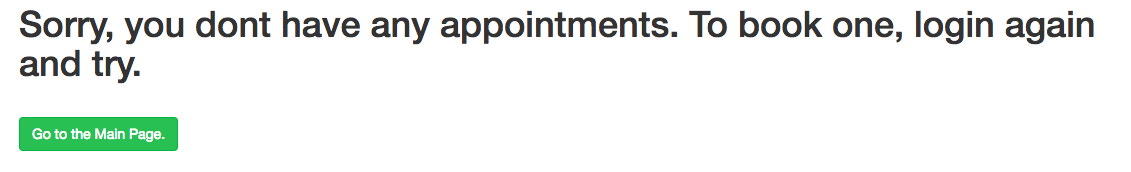 Sorry, you dont have any appointments. To book one, login again
and try.
Go to the Main Page.